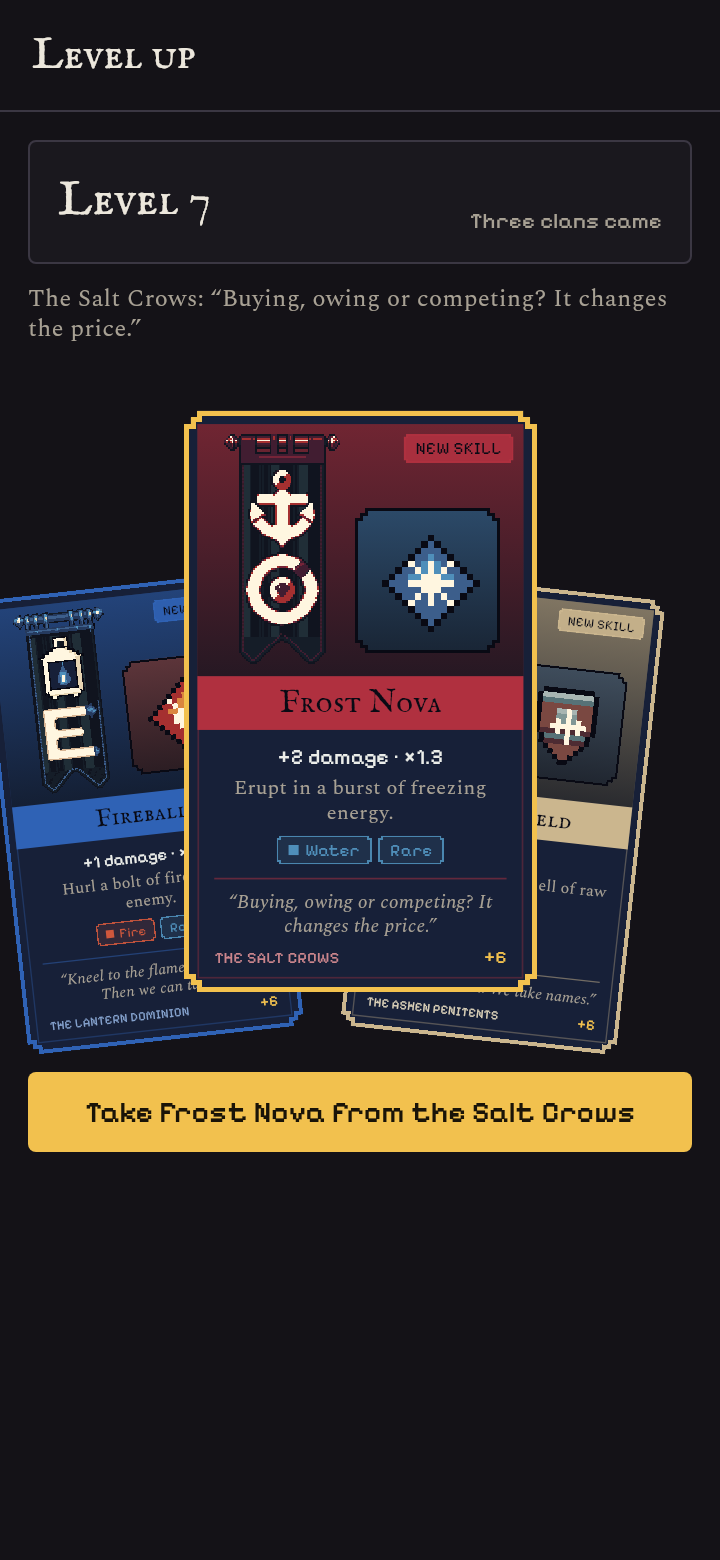 Level up
Level 7
Three clans came
The Salt Crows: “Buying, owing or competing? It changes
the price.”
NEW SKILL
Frost Nova
+2 damage · ×1.3
Erupt in a burst of freezing
energy.
Water
Rare
“Buying, owing or competing? It
changes the price.”
THE SALT CROWS
+6
E
+1 damage ·
Hurl a bolt of
enemy.
Fire
“Kneel to the
Then we can
THE LANTERN DOMINION
+6
NEW SKILL
of raw
take names.”
THE ASHEN PENITENTS
+6
Take Frost Nova from the Salt Crows